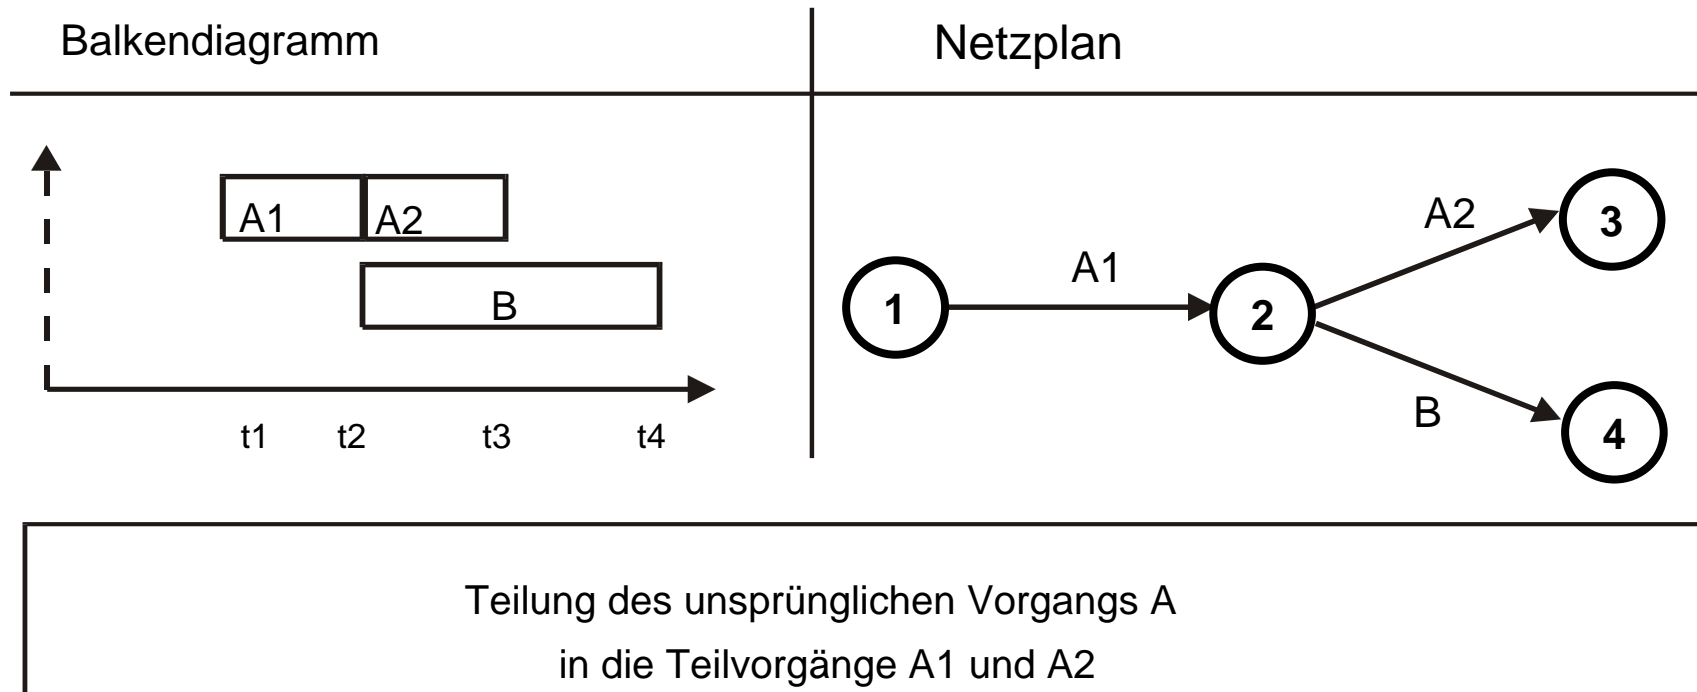 Balkendiagramm
Netzplan
A1
A2
B
t1
t2
t3
t4
1
A1
2
A2
3
B
4
Teilung des unsprünglichen Vorgangs A
in die Teilvorgänge A1 und A2